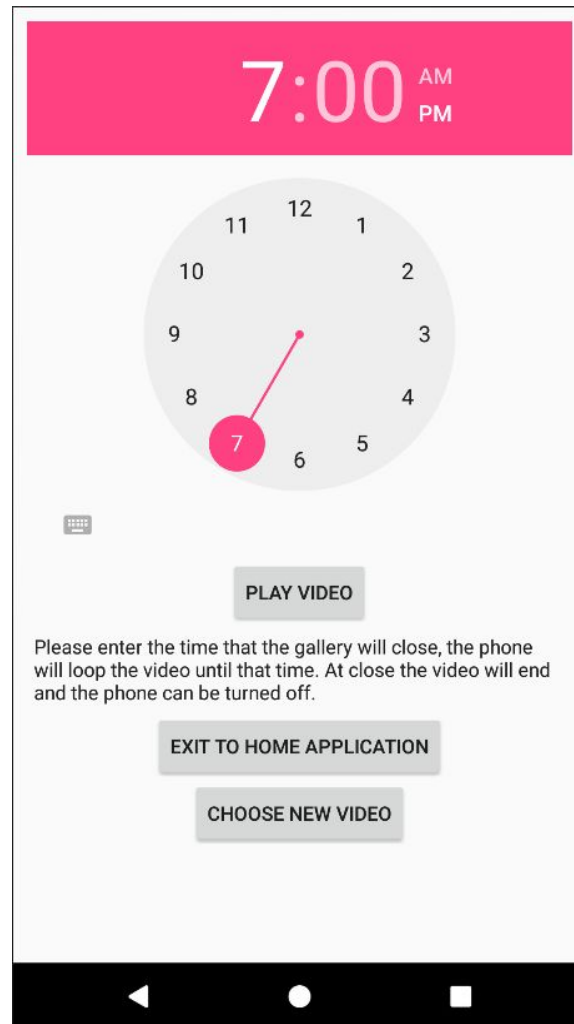 7:00 AM
PM
12
11 1
10 2
9 3
8 4
7 5
6
PLAY VIDEO
Please enter the time that the gallery will close, the phone
will loop the video until that time. At close the video will end
and the phone can be turned off.
EXIT TO HOME APPLICATION
CHOOSE NEW VIDEO